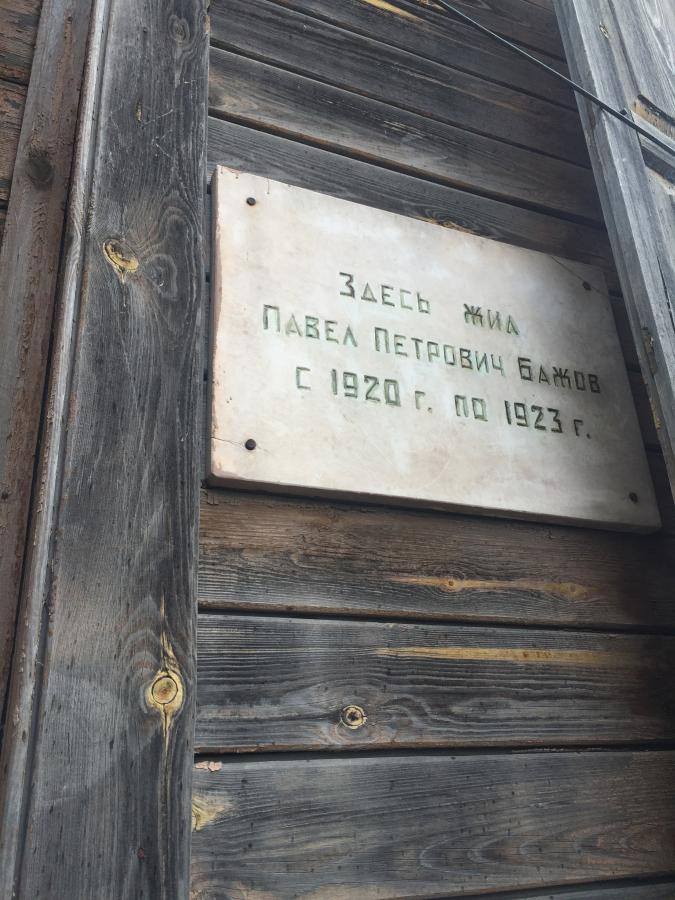 Здесь жил
Павел Петрович Бажов
с 1920 г. по 1923 г.